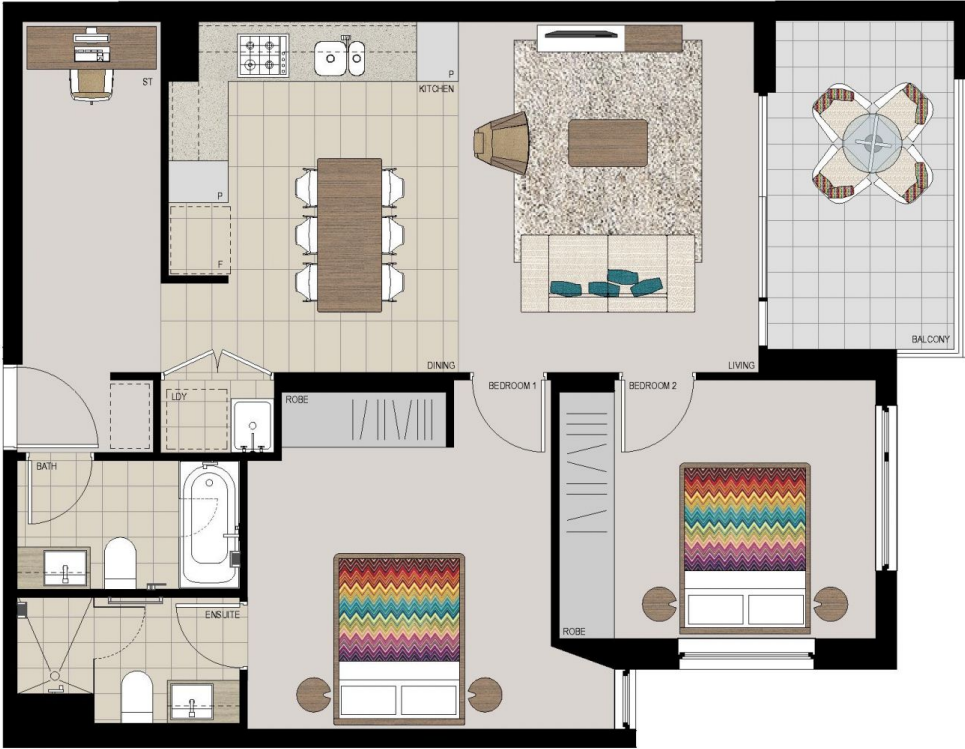 ST
P
KITCHEN
P
F
BALCONY
DINING
LIVING
LDY
ROBE
BEDROOM 1
BEDROOM 2
BATH
ENSUITE
ROBE